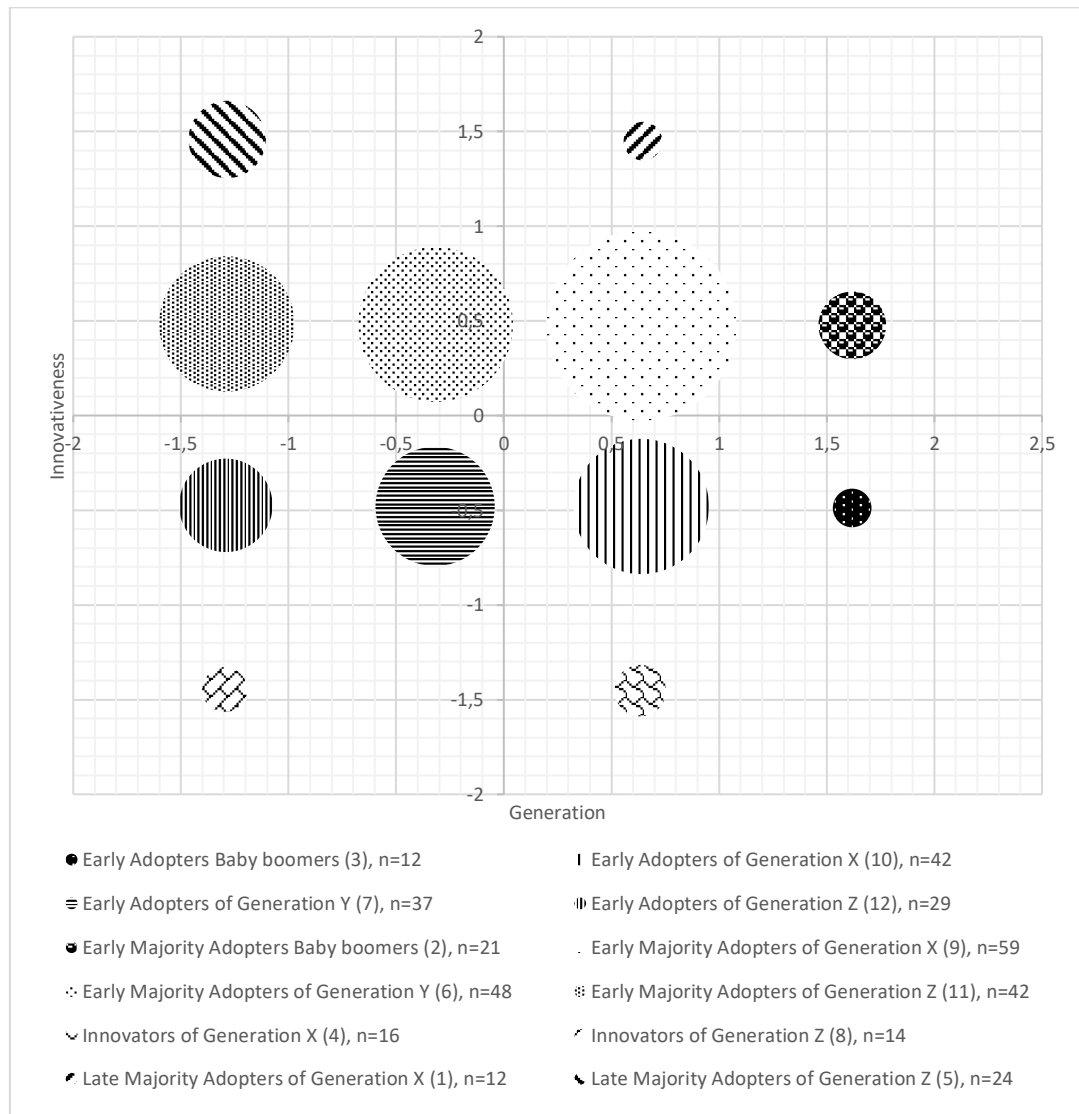 2
1,5
1
0,5
0
-2
-1,5
-1
-0,5
0
0,5
1
1,5
2
2,5
0,5
-1
-1,5
-2
Innovativeness
Generation
Early Adopters Baby boomers (3), n=12
Early Adopters of Generation X (10), n=42
Early Adopters of Generation Y (7), n=37
Early Adopters of Generation Z (12), n=29
Early Majority Adopters Baby boomers (2), n=21
Early Majority Adopters of Generation X (9), n=59
Early Majority Adopters of Generation Y (6), n=48
Early Majority Adopters of Generation Z (11), n=42
Innovators of Generation X (4), n=16
Innovators of Generation Z (8), n=14
Late Majority Adopters of Generation X (1), n=12
Late Majority Adopters of Generation Z (5), n=24